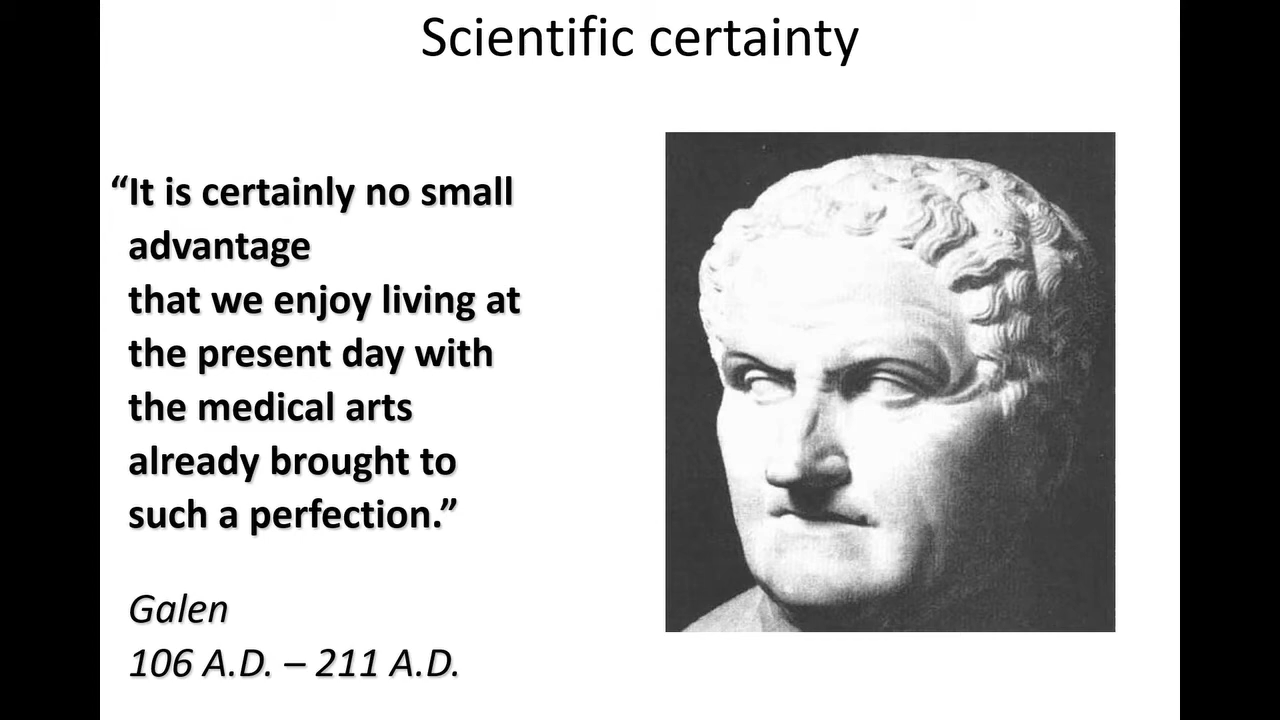 Scientific certainty
“It is certainly no small
advantage
that we enjoy living at
the present day with
the medical arts
already brought to
such a perfection.”
Galen
106 A.D. – 211 A.D.